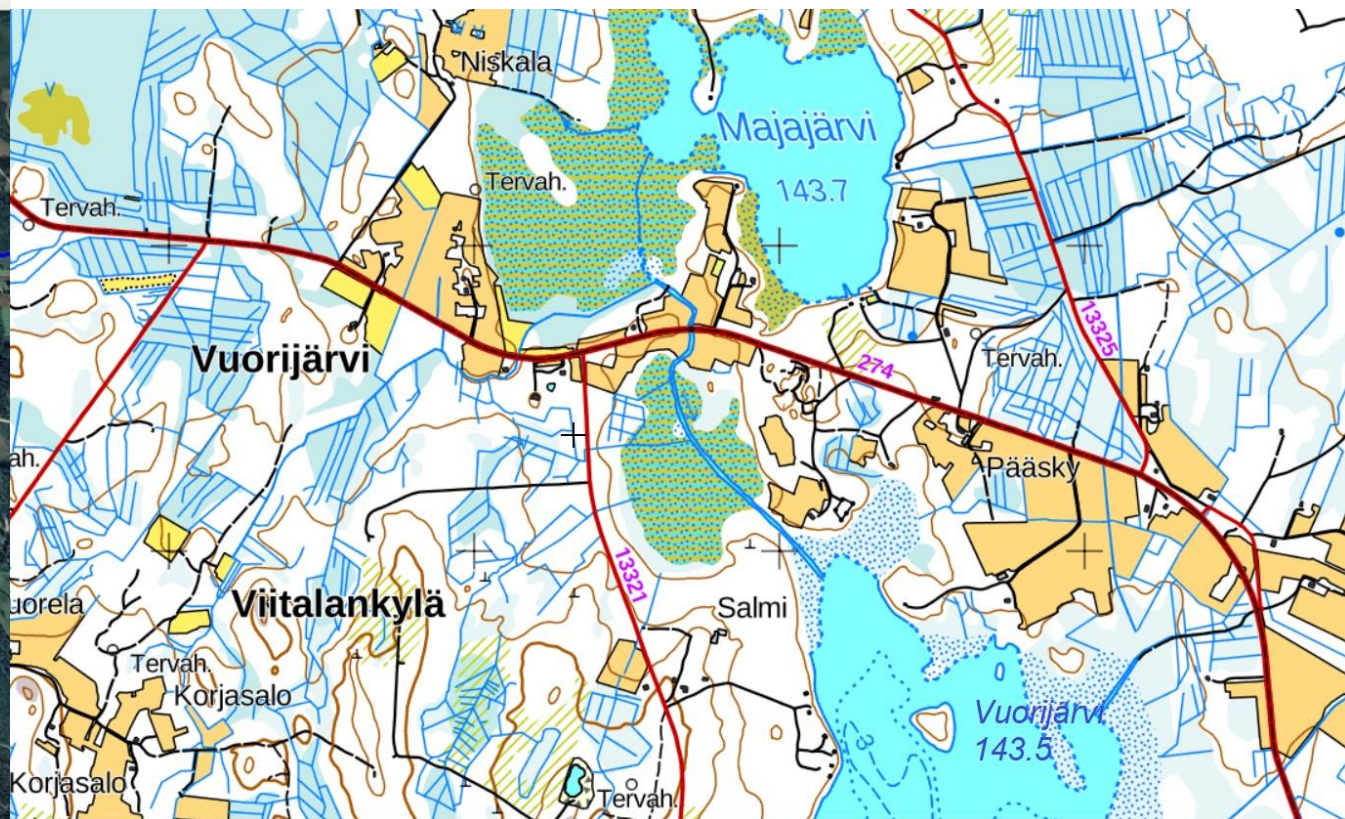 Niskala
Majajärvi
143.7
Tervah.
Tervah.
Vuorijärvi
274
13325
Tervah.
Pääsky
ah.
13321
uorela
Viitalankylä
Salmi
Tervah.
Korjasalo
Vuorijärvi
143.5
3
Korjasalo
Tervah.